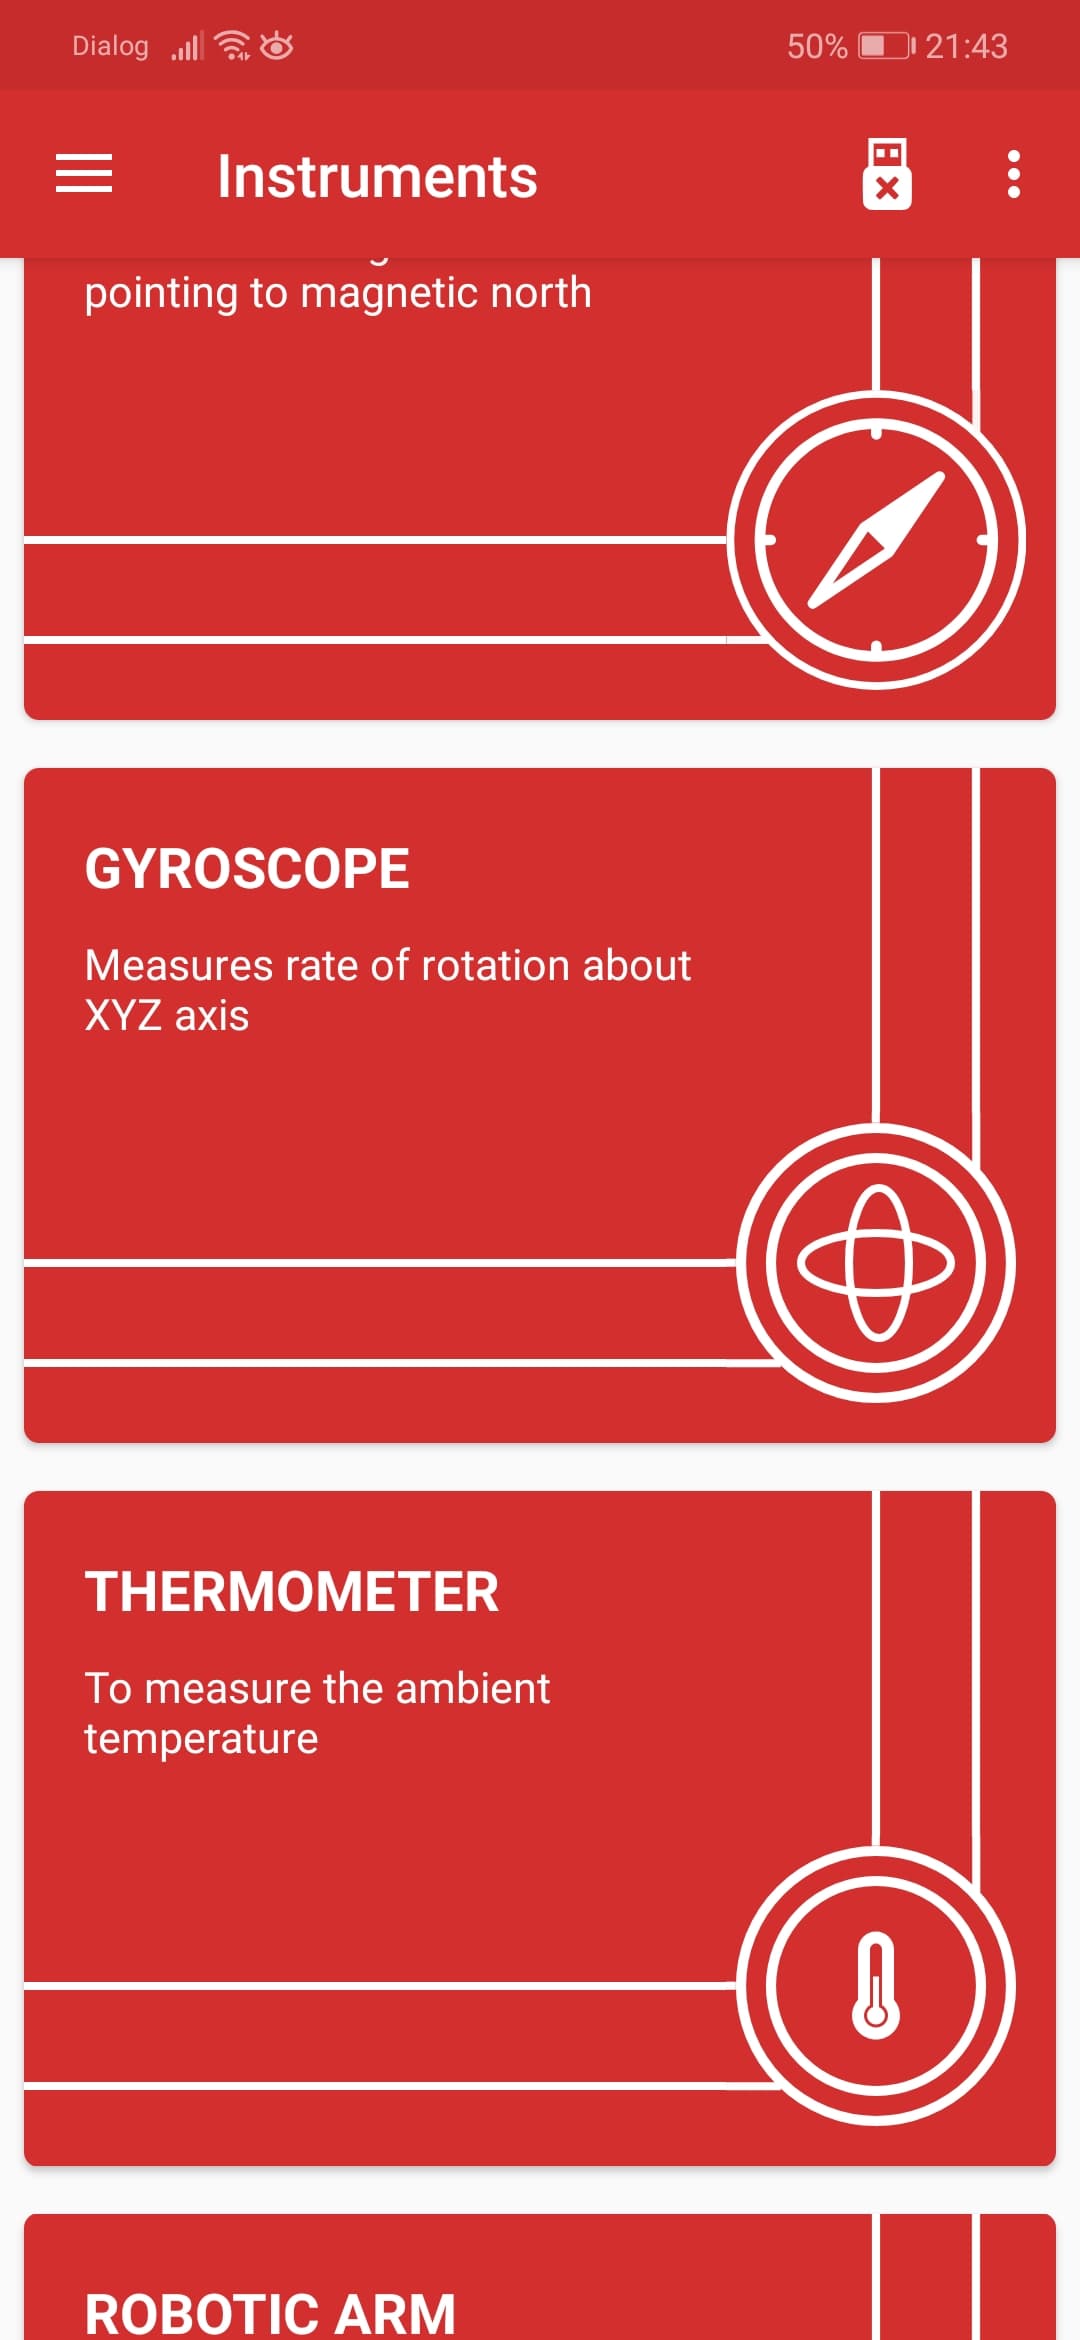 Dialog 50% 21:43
Instruments
pointing to magnetic north
GYROSCOPE
Measures rate of rotation about
XYZ axis
THERMOMETER
To measure the ambient
temperature
ROBOTIC ARM